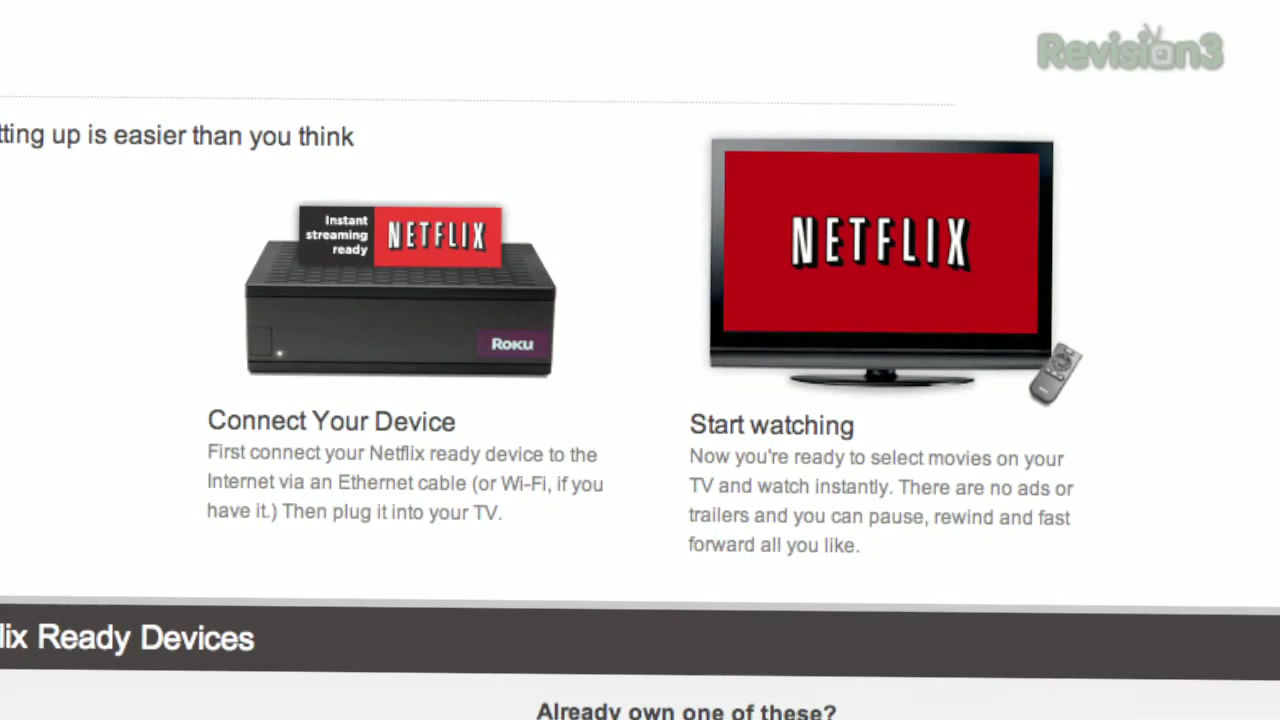 Revision3
tting up is easier than you think
Instant
streaming
ready
NETFLIX
ROKU
NETFLIX
Connect Your Device
First connect your Netflix ready device to the
Internet via an Ethernet cable (or Wi-Fi, if you
have it.) Then plug it into your TV.
Start watching
Now you're ready to select movies on your
TV and watch instantly. There are no ads or
trailers and you can pause, rewind and fast
forward all you like.
lix Ready Devices
Already own one of these?